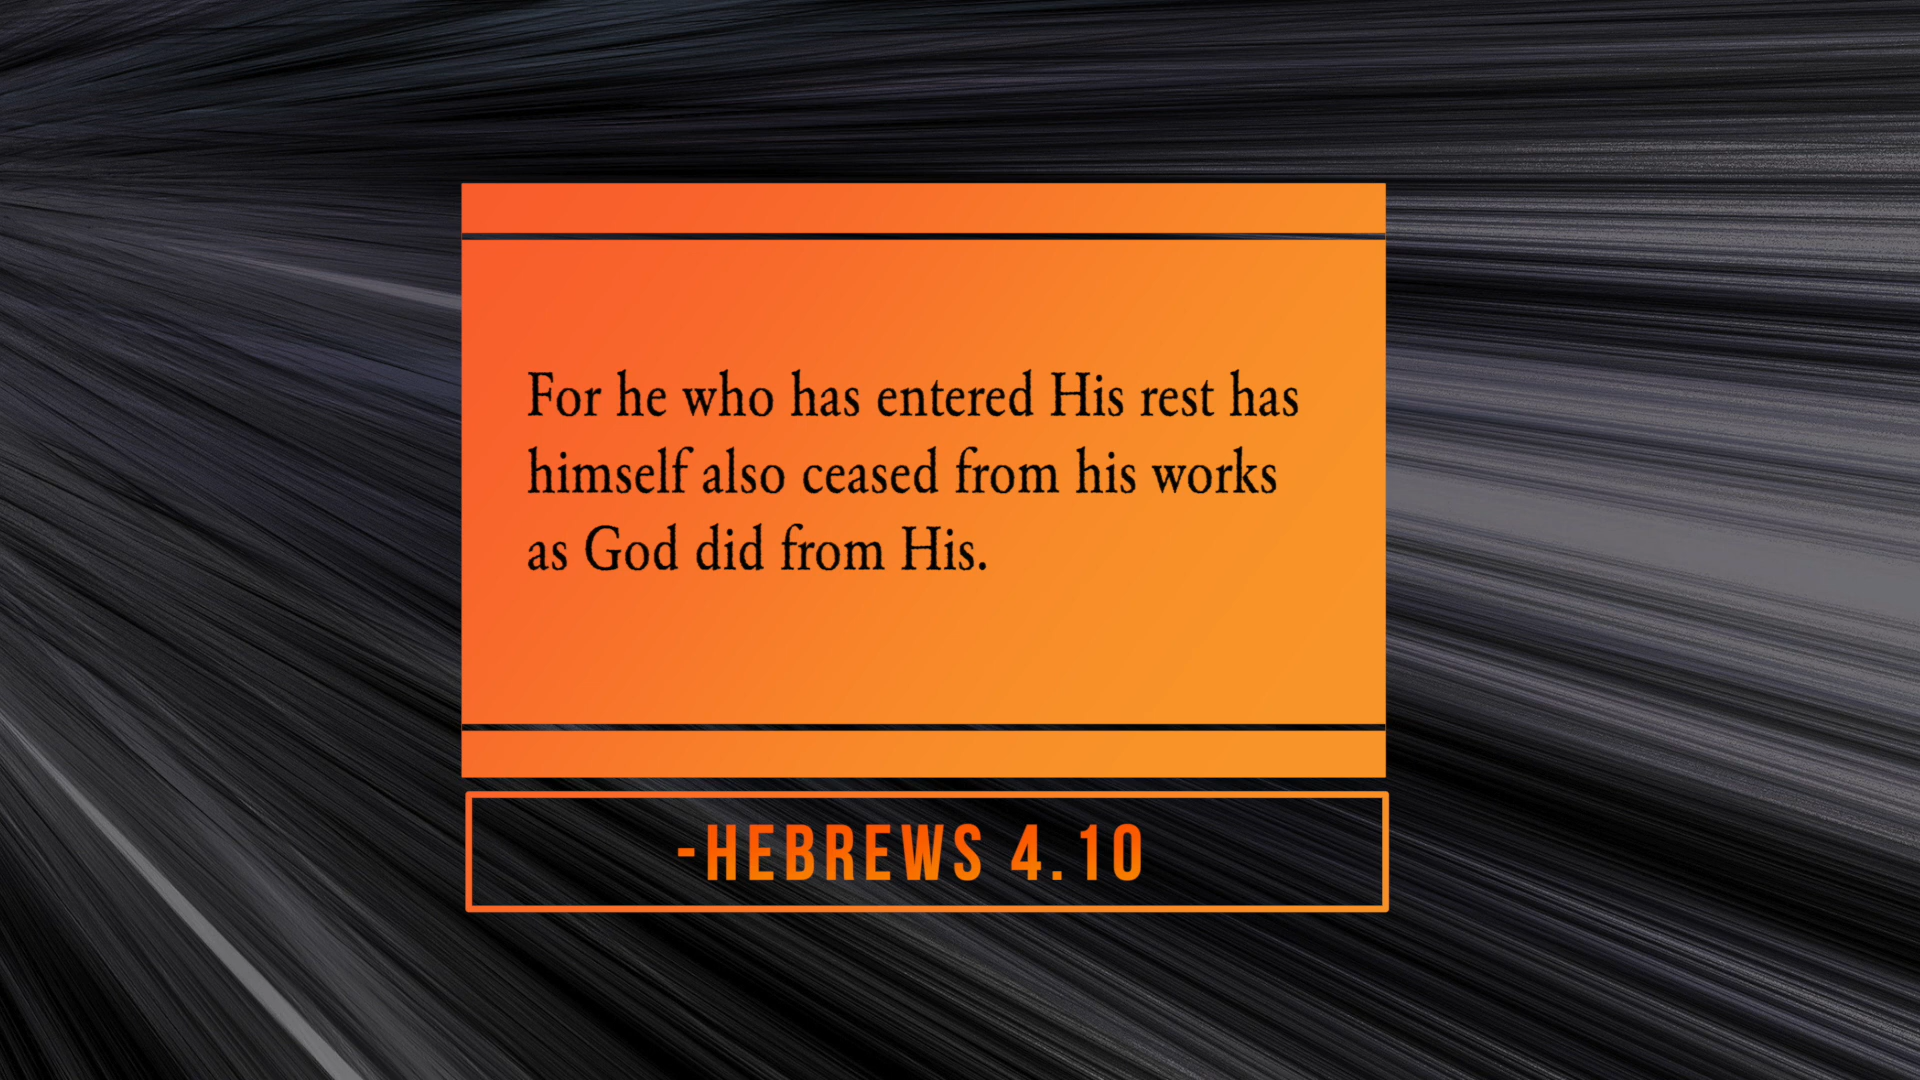 For he who has entered His rest has
himself also ceased from his works
as God did from His.
-HEBREWS 4.10